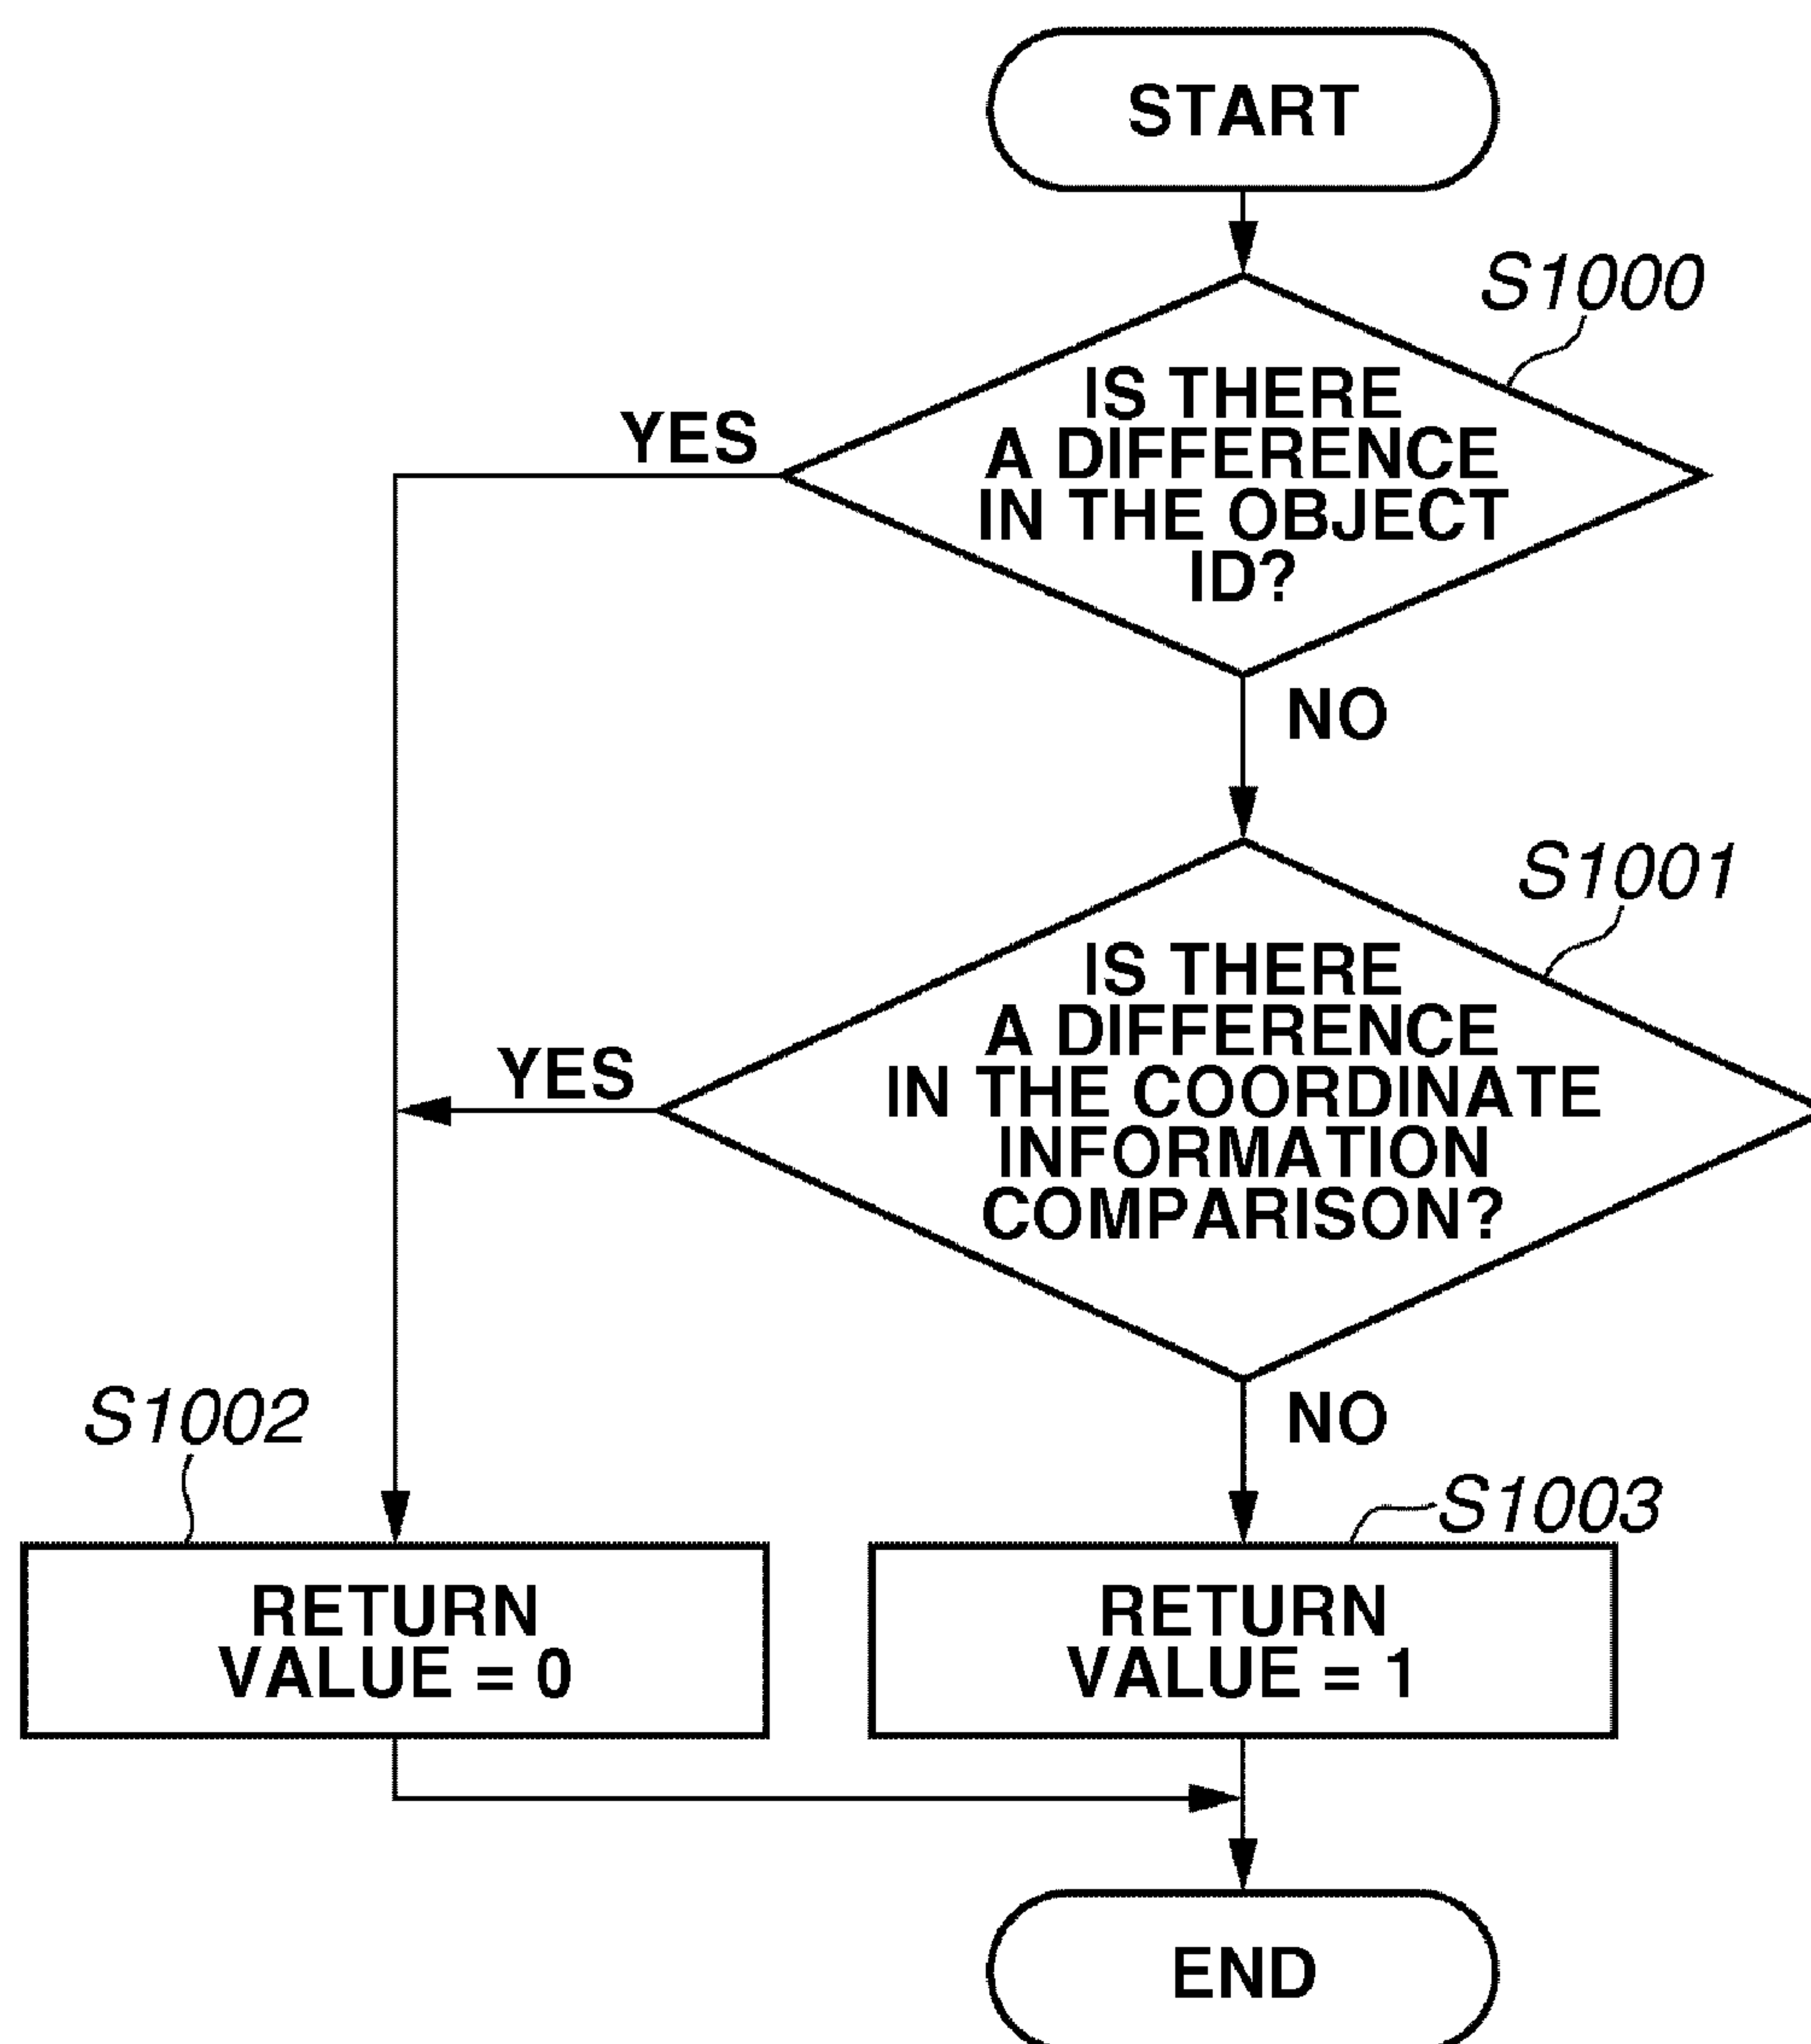 START
S1000
IS THERE
A DIFFERENCE
IN THE OBJECT
ID?
YES
NO
S1001
IS THERE
A DIFFERENCE
IN THE COORDINATE
INFORMATION
COMPARISON?
YES
NO
S1002
S1003
RETURN
VALUE = 0
RETURN
VALUE = 1
END